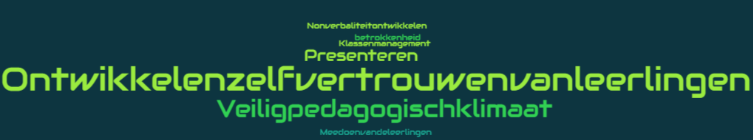 Nonverbaliteitontwikkelen
betrokkenheid
Klassenmanagement
Presenteren
Ontwikkelenzelfvertrouwenvanleerlingen
Veiligpedagogischklimaat
Meedoenvandeleerlingen